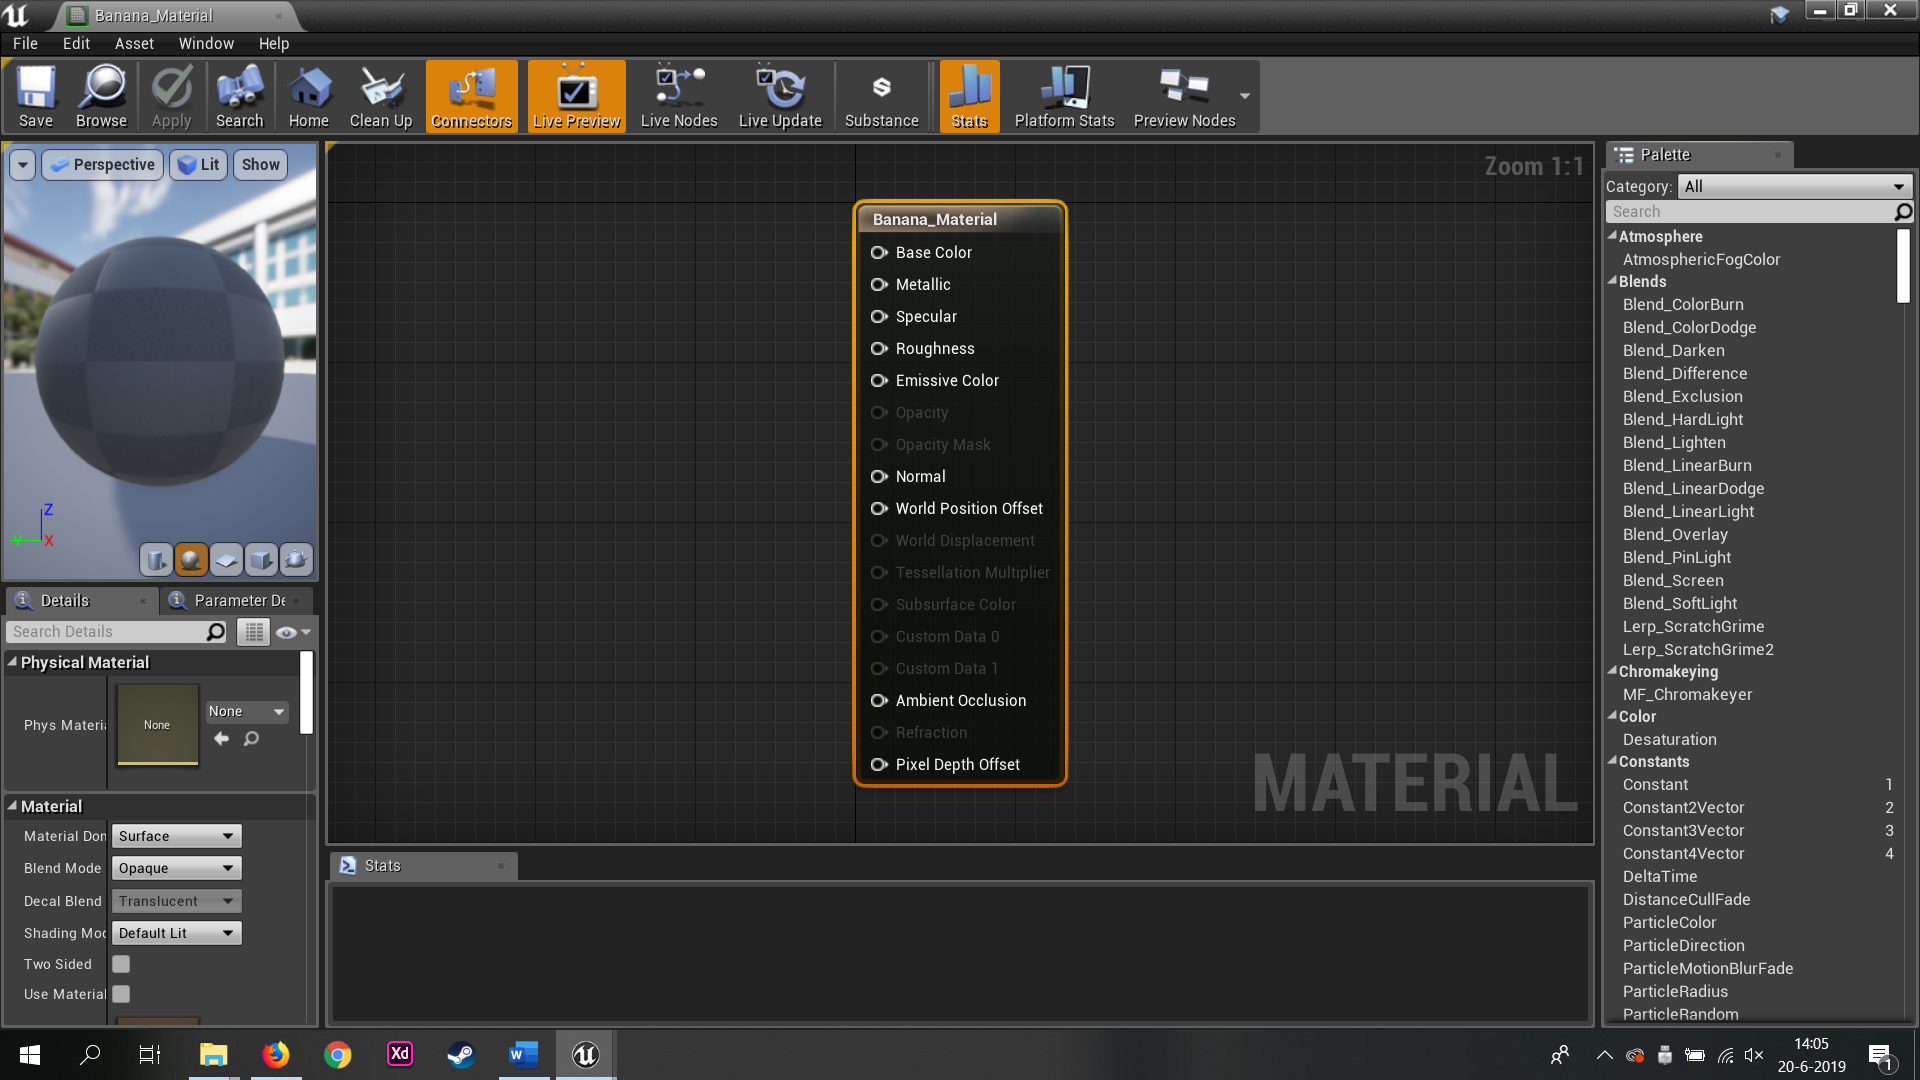 Banana_Material
File Edit Asset Window Help
Save Browse Apply Search Home Clean Up Connectors Live Preview Live Nodes Live Update Substance Stats Platform Stats Preview Nodes
Perspective Lit Show
Z
Y
X
Details Parameter De
Search Details
Physical Material
Phys Materia
None
None
Material
Material Don Surface
Blend Mode Opaque
Decal Blend Translucent
Shading Mod Default Lit
Two Sided
Use Material
Zoom 1:1
Banana_Material
Base Color
Metallic
Specular
Roughness
Emissive Color
Opacity
Opacity Mask
Normal
World Position Offset
World Displacement
Tessellation Multiplier
Subsurface Color
Custom Data 0
Custom Data 1
Ambient Occlusion
Refraction
Pixel Depth Offset
MATERIAL
Stats
Palette
Category: All
Search
Atmosphere
AtmosphericFogColor
Blends
Blend_ColorBurn
Blend_ColorDodge
Blend_Darken
Blend_Difference
Blend_Exclusion
Blend_HardLight
Blend_Lighten
Blend_LinearBurn
Blend_LinearDodge
Blend_LinearLight
Blend_Overlay
Blend_PinLight
Blend_Screen
Blend_SoftLight
Lerp_ScratchGrime
Lerp_ScratchGrime2
Chromakeying
MF_Chromakeyer
Color
Desaturation
Constants
Constant 1
Constant2Vector 2
Constant3Vector 3
Constant4Vector 4
DeltaTime
DistanceCullFade
ParticleColor
ParticleDirection
ParticleMotionBlurFade
ParticleRadius
ParticleRandom
Xd
14:05
20-6-2019
1